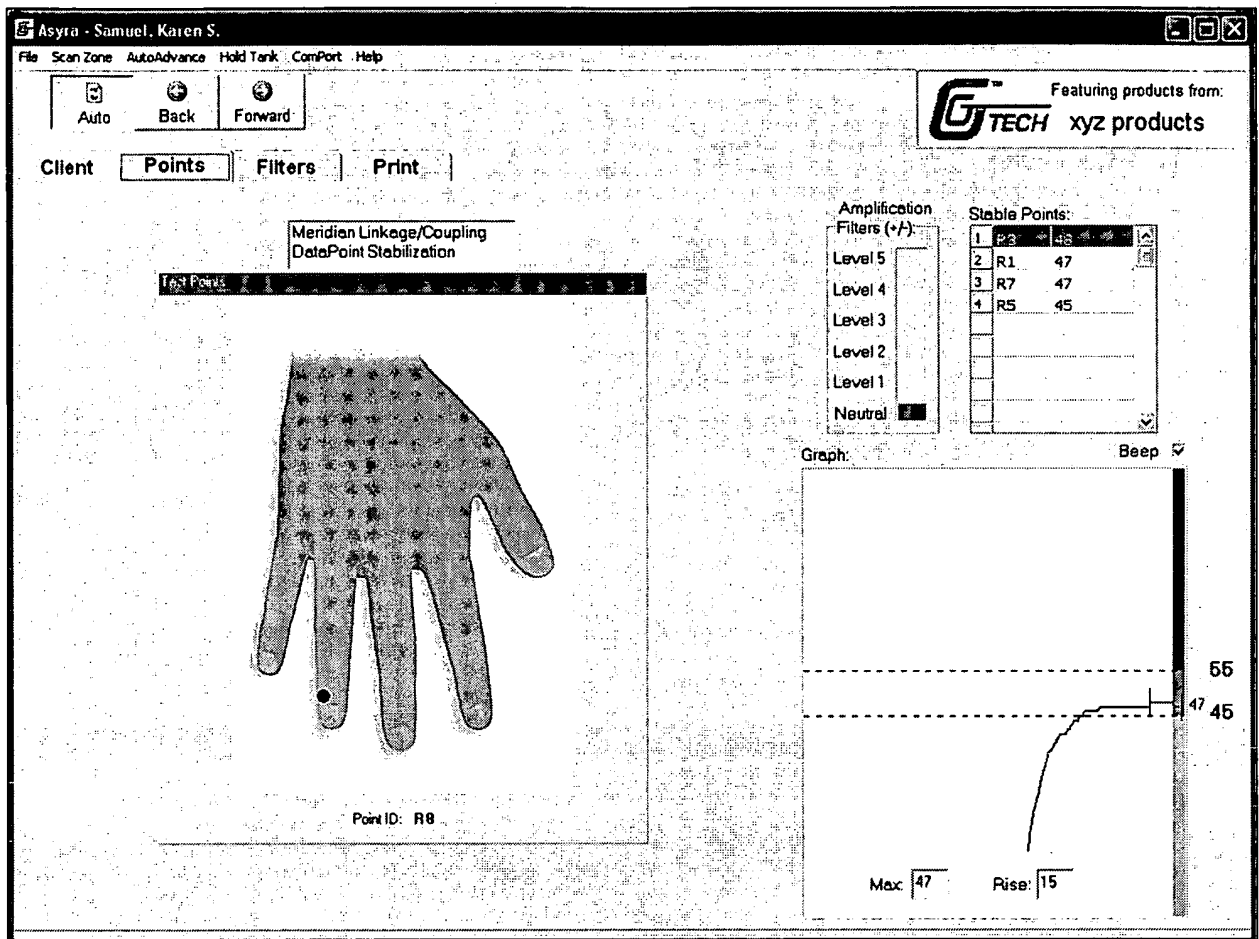 Asyra - Samuel, Karen S.
File Scan Zone AutoAdvance Hold Tank ComPort Help
Auto Back Forward
G TECH ™
Featuring products from:
xyz products
Client Points Filters Print
Meridian Linkage/Coupling
DataPoint Stabilization
Test Points
Point ID: R8
Amplification
Filters (+/-):
Level 5
Level 4
Level 3
Level 2
Level 1
Neutral
Stable Points:
1 R3 48
2 R1 47
3 R7 47
4 R5 45
Graph:
Beep
55
47
45
Max: 47 Rise: 15